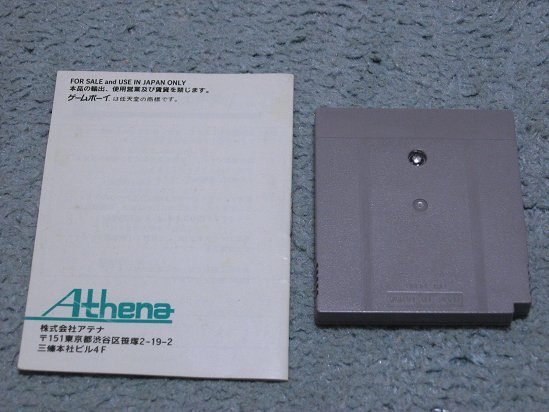 FOR SALE and USE IN JAPAN ONLY
本品の輸出、使用営業及び賃貸を禁じます。
ゲームボーイ は任天堂の商標です。
Athena
株式会社アテナ
〒151東京都渋谷区笹塚2-19-2
三條本社ビル4F